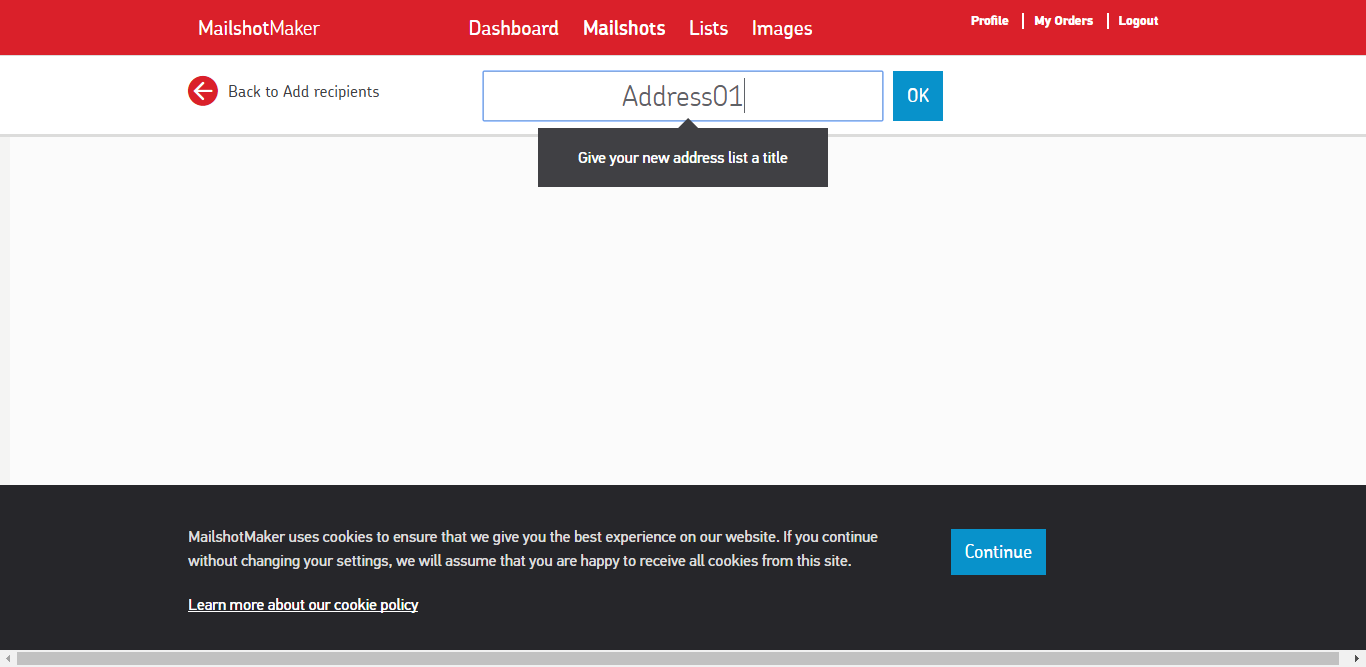 MailshotMaker Dashboard Mailshots Lists Images Profile My Orders Logout
Back to Add recipients Address01 OK
Give your new address list a title
MailshotMaker uses cookies to ensure that we give you the best experience on our website. If you continue
without changing your settings, we will assume that you are happy to receive all cookies from this site.
Continue
Learn more about our cookie policy